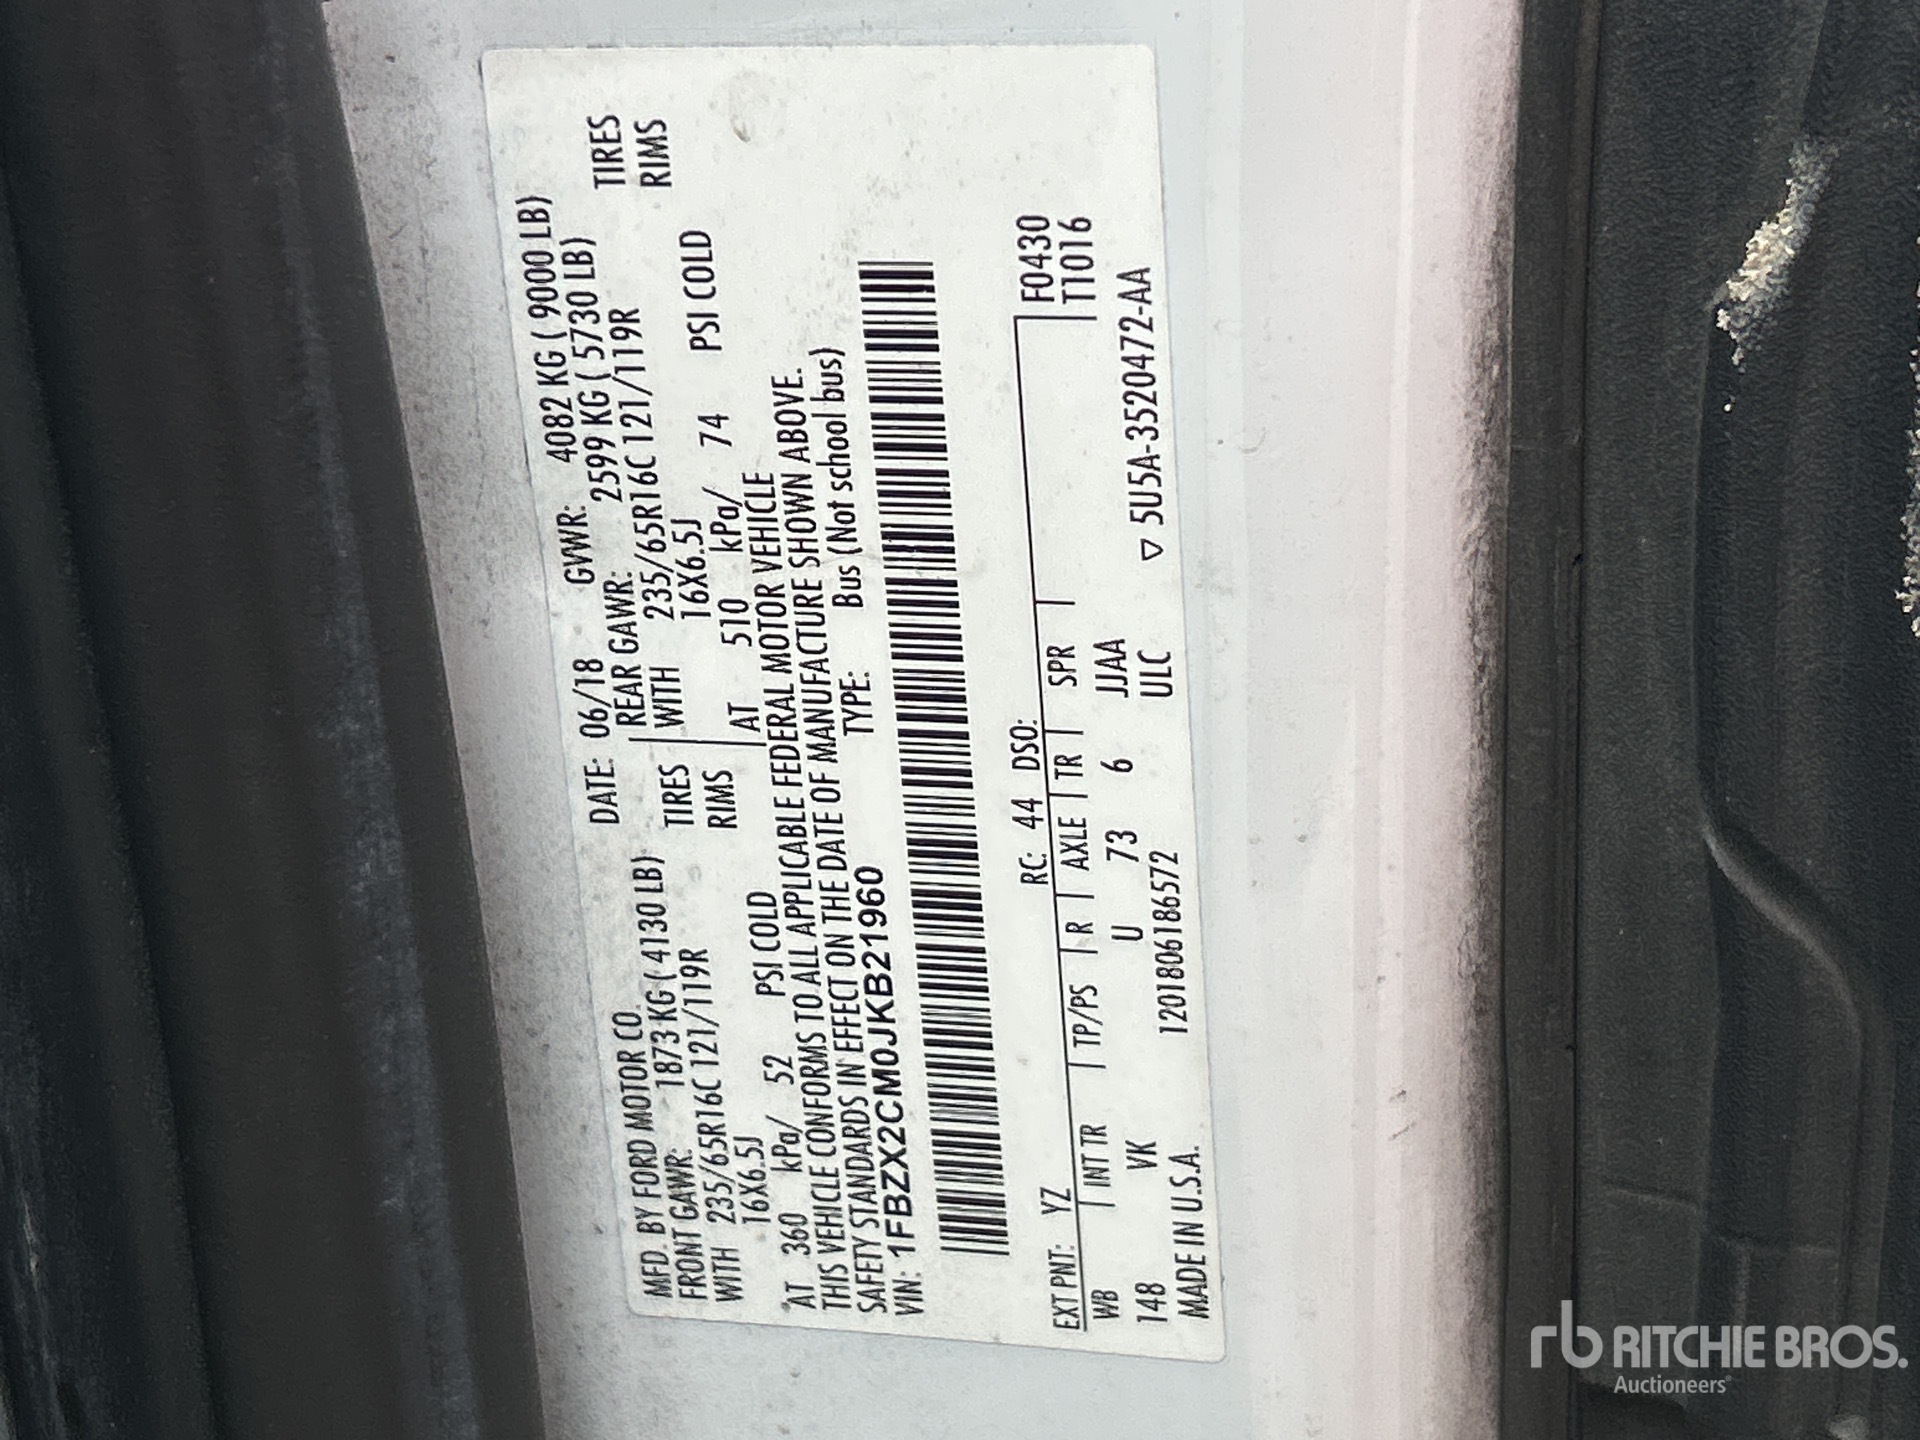 MFD. BY FORD MOTOR CO. DATE: 06/18 GVWR: 4082 KG ( 9000 LB)
FRONT GAWR: 1873 KG ( 4130 LB) REAR GAWR: 2599 KG ( 5730 LB)
WITH 235/65R16C 121/119R TIRES WITH 235/65R16C 121/119R TIRES
16X6.5J RIMS 16X6.5J RIMS
AT 360 kPa/ 52 PSI COLD AT 510 kPa/ 74 PSI COLD
THIS VEHICLE CONFORMS TO ALL APPLICABLE FEDERAL MOTOR VEHICLE
SAFETY STANDARDS IN EFFECT ON THE DATE OF MANUFACTURE SHOWN ABOVE.
VIN: 1FBZX2CM0JKB21960 TYPE: Bus (Not school bus)
EXT PNT: YZ RC: 44 DSO: F0430
WB INT TR TP/PS R AXLE TR SPR T1016
148 VK U 73 6 JJAA
MADE IN U.S.A. 1201806186572 ULC ▽ 5U5A-3520472-AA
rb RITCHIE BROS.
Auctioneers